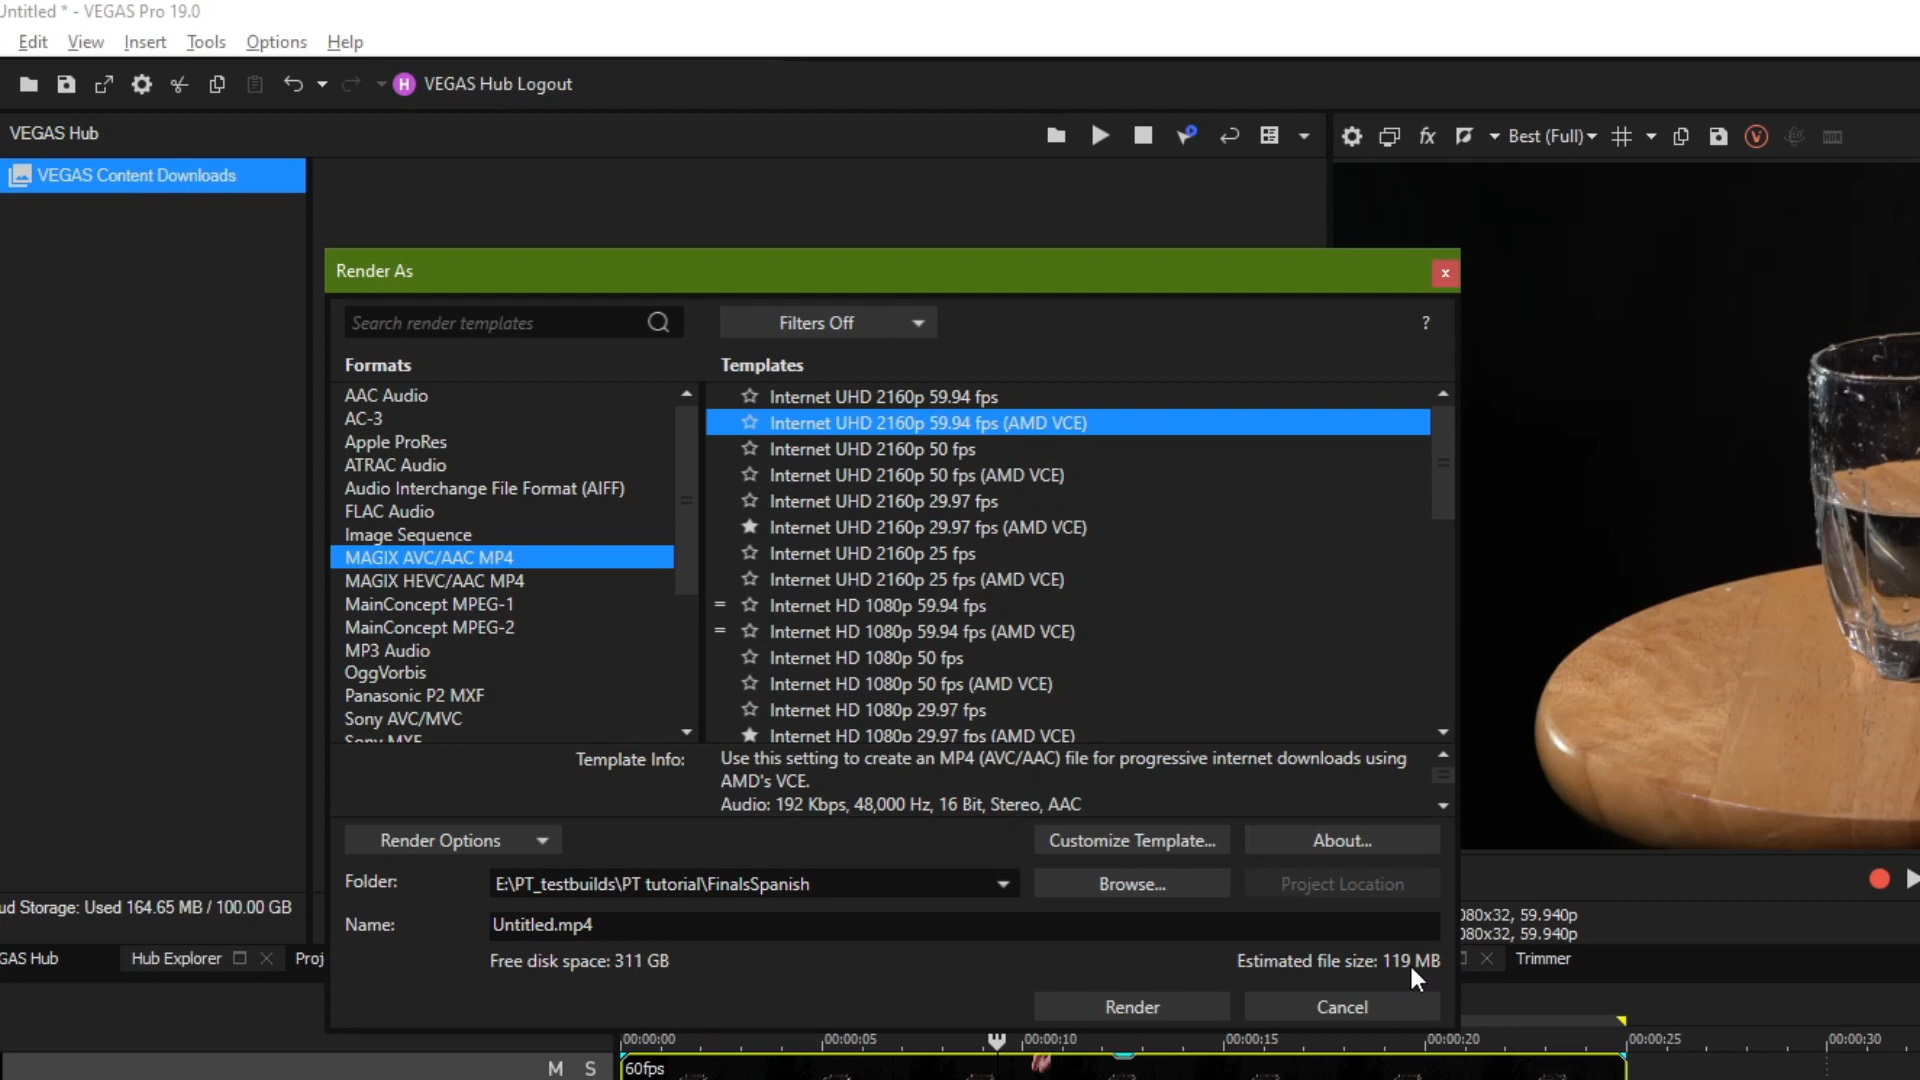 Untitled * - VEGAS Pro 19.0
Edit View Insert Tools Options Help
H VEGAS Hub Logout
VEGAS Hub
fx Best (Full) V HDR
VEGAS Content Downloads
Render As x
Search render templates Filters Off ?
Formats
AAC Audio
AC-3
Apple ProRes
ATRAC Audio
Audio Interchange File Format (AIFF)
FLAC Audio
Image Sequence
MAGIX AVC/AAC MP4
MAGIX HEVC/AAC MP4
MainConcept MPEG-1
MainConcept MPEG-2
MP3 Audio
OggVorbis
Panasonic P2 MXF
Sony AVC/MVC
Sony MXF
Templates
Internet UHD 2160p 59.94 fps
Internet UHD 2160p 59.94 fps (AMD VCE)
Internet UHD 2160p 50 fps
Internet UHD 2160p 50 fps (AMD VCE)
Internet UHD 2160p 29.97 fps
Internet UHD 2160p 29.97 fps (AMD VCE)
Internet UHD 2160p 25 fps
Internet UHD 2160p 25 fps (AMD VCE)
= Internet HD 1080p 59.94 fps
= Internet HD 1080p 59.94 fps (AMD VCE)
Internet HD 1080p 50 fps
Internet HD 1080p 50 fps (AMD VCE)
Internet HD 1080p 29.97 fps
Internet HD 1080p 29.97 fps (AMD VCE)
Template Info: Use this setting to create an MP4 (AVC/AAC) file for progressive internet downloads using
AMD's VCE.
Audio: 192 Kbps, 48,000 Hz, 16 Bit, Stereo, AAC
Render Options Customize Template... About...
Folder: E:\PT_testbuilds\PT tutorial\FinalsSpanish Browse... Project Location
Name: Untitled.mp4
Free disk space: 311 GB Estimated file size: 119 MB
Render Cancel
ud Storage: Used 164.65 MB / 100.00 GB
080x32, 59.940p
080x32, 59.940p
GAS Hub Hub Explorer Proj Trimmer
00:00:00 00:00:05 00:00:10 00:00:15 00:00:20 00:00:25 00:00:30
M S 60fps